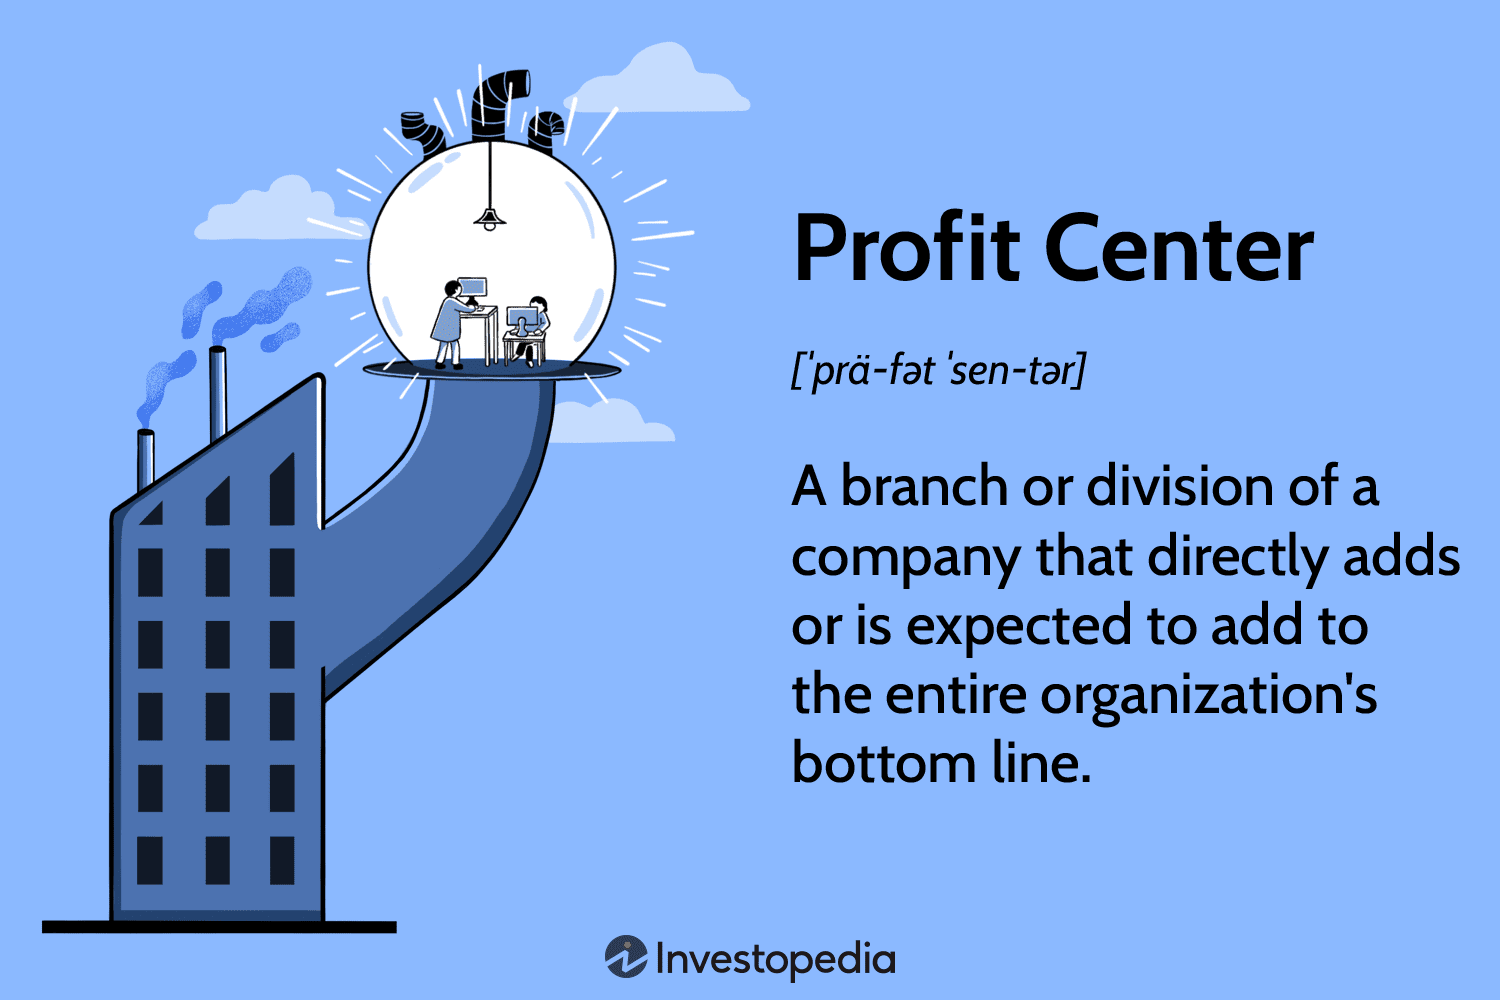 Profit Center
[ˈprä-fət ˈsen-tər]
A branch or division of a
company that directly adds
or is expected to add to
the entire organization's
bottom line.
Investopedia